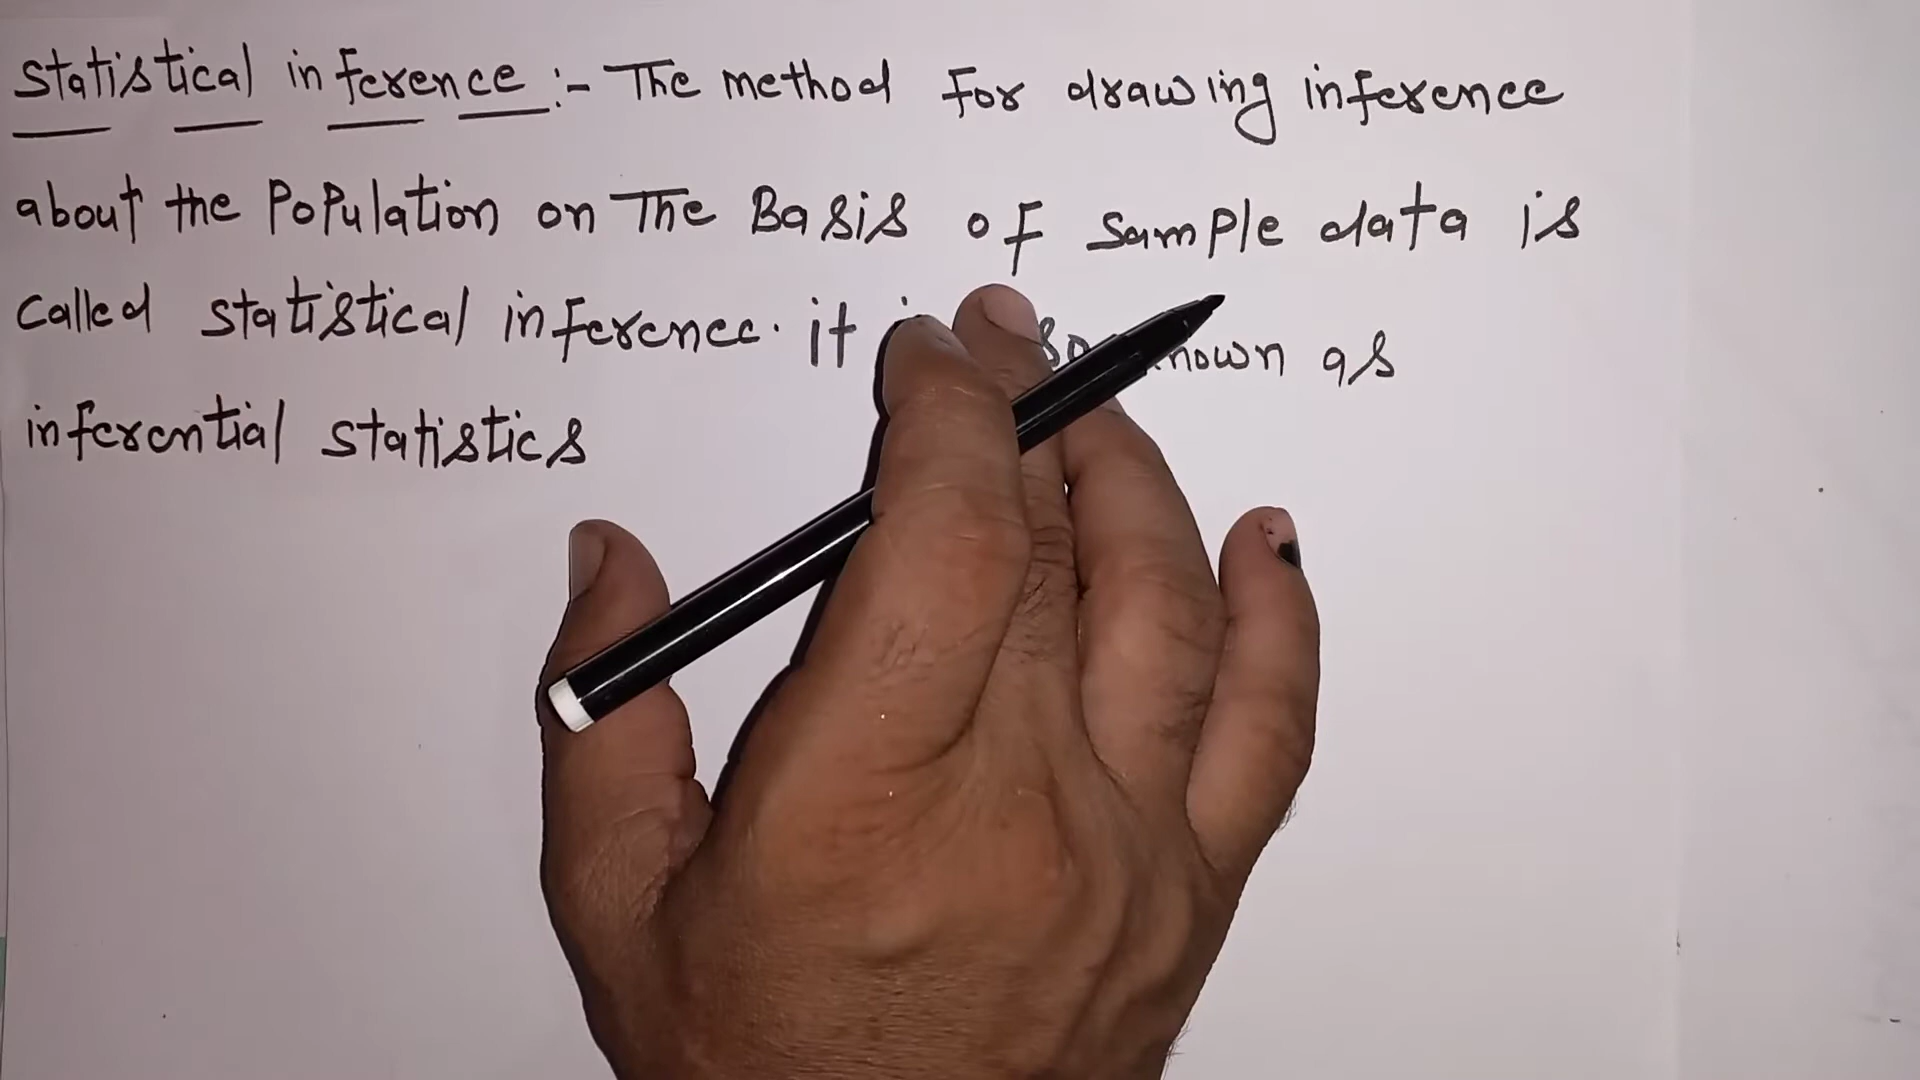 Statistical inference :- The method For drawing inference
about the Population on The Basis of sample data is
called statistical inference. it as
inferential statistics